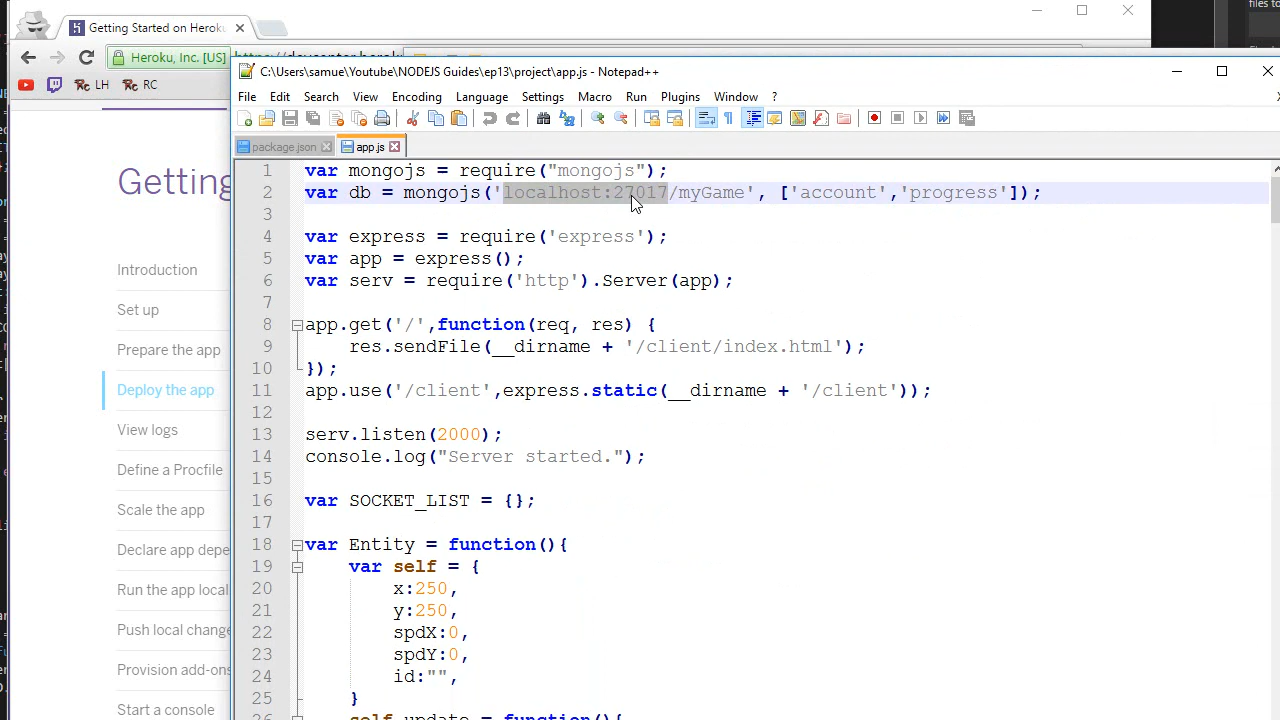 Getting Started on Heroku
files to
Heroku, Inc. [US]
LH
RC
C:\Users\samue\Youtube\NODEJS Guides\ep13\project\app.js - Notepad++
File Edit Search View Encoding Language Settings Macro Run Plugins Window ?
package.json
app.js
Getting
Introduction
Set up
Prepare the app
Deploy the app
View logs
Define a Procfile
Scale the app
Declare app depe
Run the app local
Push local change
Provision add-ons
Start a console
1 var mongojs = require("mongojs");
2 var db = mongojs('localhost:27017/myGame', ['account','progress']);
3
4 var express = require('express');
5 var app = express();
6 var serv = require('http').Server(app);
7
8 app.get('/',function(req, res) {
9 res.sendFile(__dirname + '/client/index.html');
10 });
11 app.use('/client',express.static(__dirname + '/client'));
12
13 serv.listen(2000);
14 console.log("Server started.");
15
16 var SOCKET_LIST = {};
17
18 var Entity = function(){
19 var self = {
20 x:250,
21 y:250,
22 spdX:0,
23 spdY:0,
24 id:"",
25 }
26 self.update = function(){